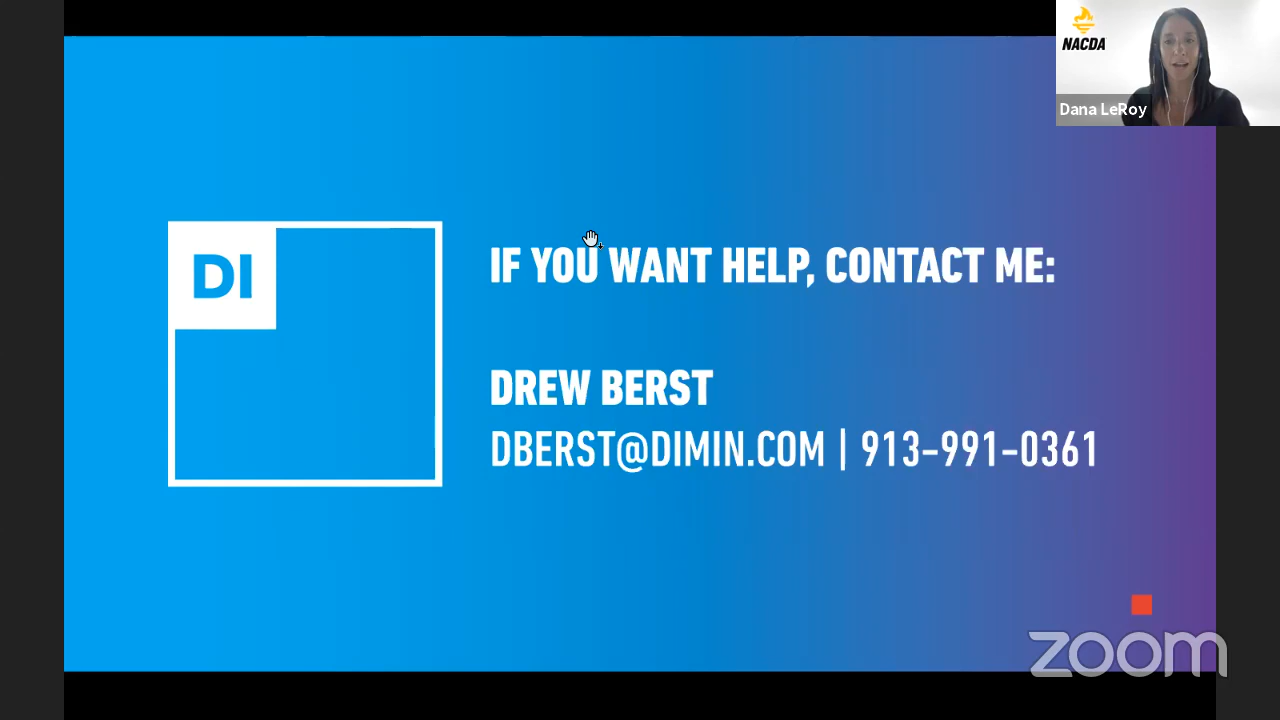 NACDA
Dana LeRoy
DI
IF YOU WANT HELP, CONTACT ME:
DREW BERST
DBERST@DIMIN.COM | 913-991-0361
zoom